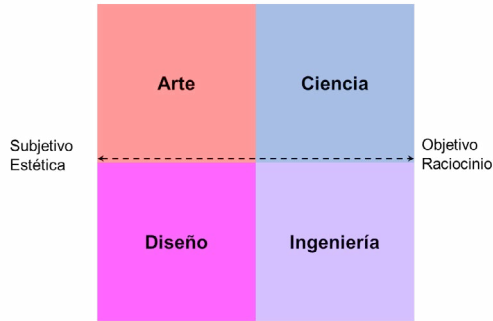 Arte
Ciencia
Subjetivo
Estética
Objetivo
Raciocinio
Diseño
Ingeniería